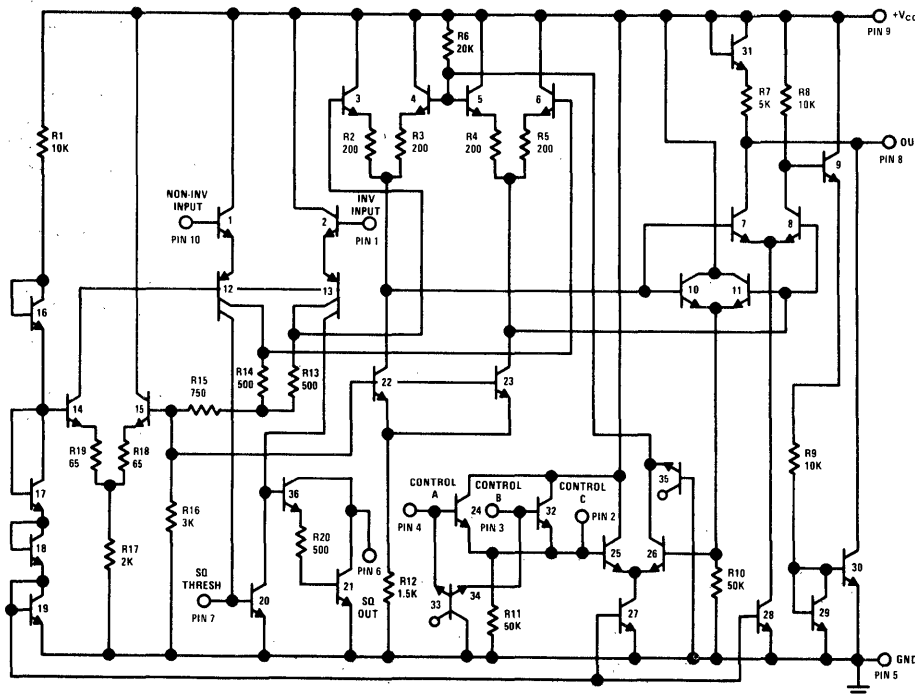 +VCC
PIN 9
R6
20K
31
3
4
5
6
R7
5K
R8
10K
R1
10K
R2
200
R3
200
R4
200
R5
200
OU
PIN 8
9
NON-INV
INPUT
INV
INPUT
1
2
PIN 10
PIN 1
7
8
12
13
10
11
16
R15
750
R14
500
R13
500
22
23
14
15
R19
65
R18
65
R9
10K
17
R16
3K
CONTROL
A
CONTROL
B
CONTROL
C
35
36
24
32
PIN 4
PIN 3
PIN 2
18
R17
2K
R20
500
25
26
PIN 6
SQ
THRESH
PIN 7
20
21
SQ
OUT
R12
1.5K
33
34
R11
50K
R10
50K
30
19
27
28
29
GND
PIN 5